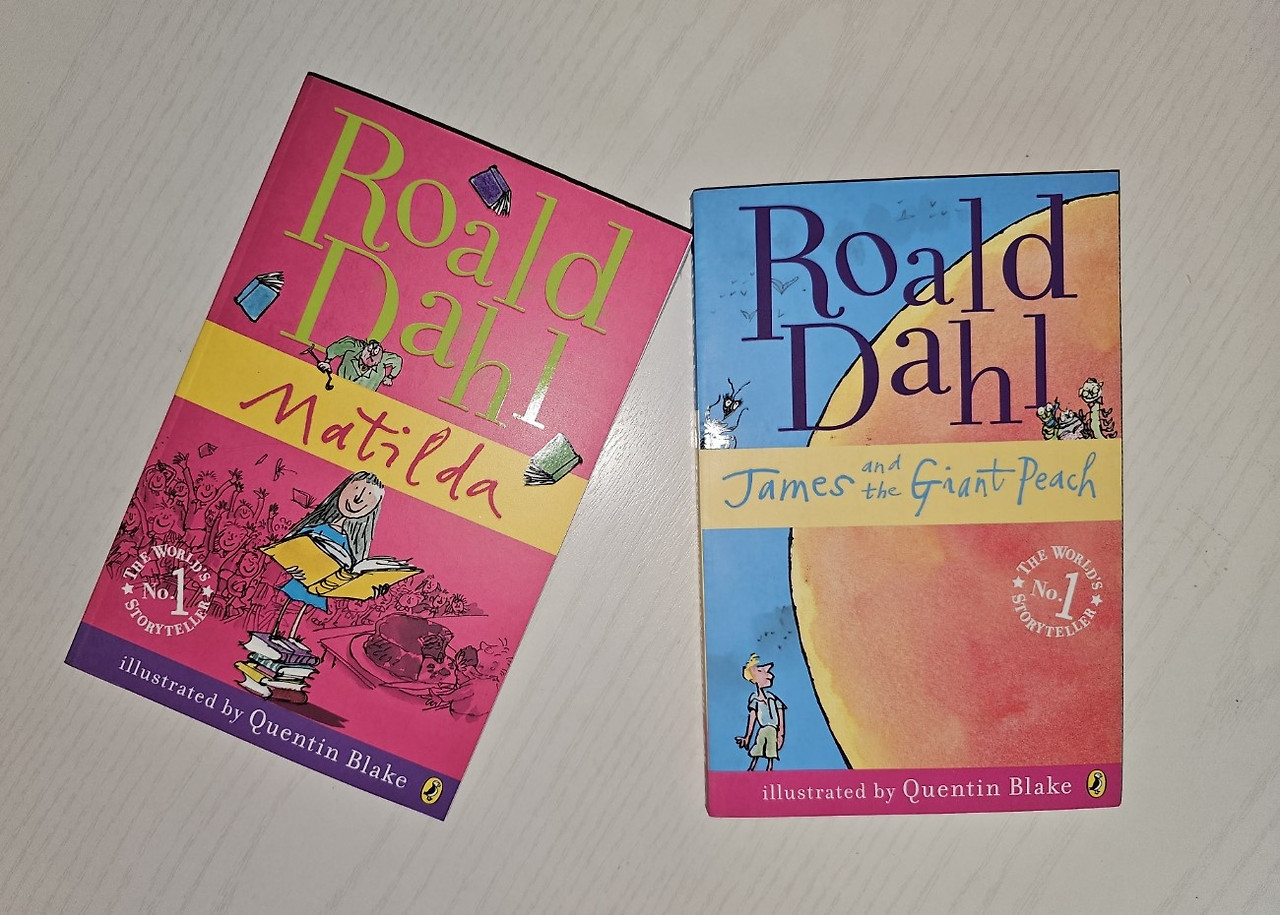 Roald
Dahl
Matilda
THE WORLD'S
No.1
STORYTELLER
illustrated by Quentin Blake
Roald
Dahl
James and the Giant Peach
THE WORLD'S
No.1
STORYTELLER
illustrated by Quentin Blake